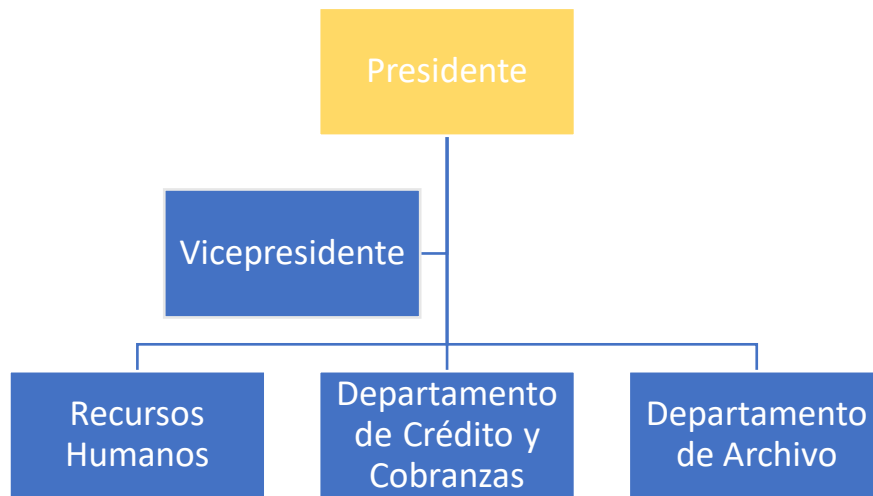 Presidente
Vicepresidente
Recursos
Humanos
Departamento
de Crédito y
Cobranzas
Departamento
de Archivo